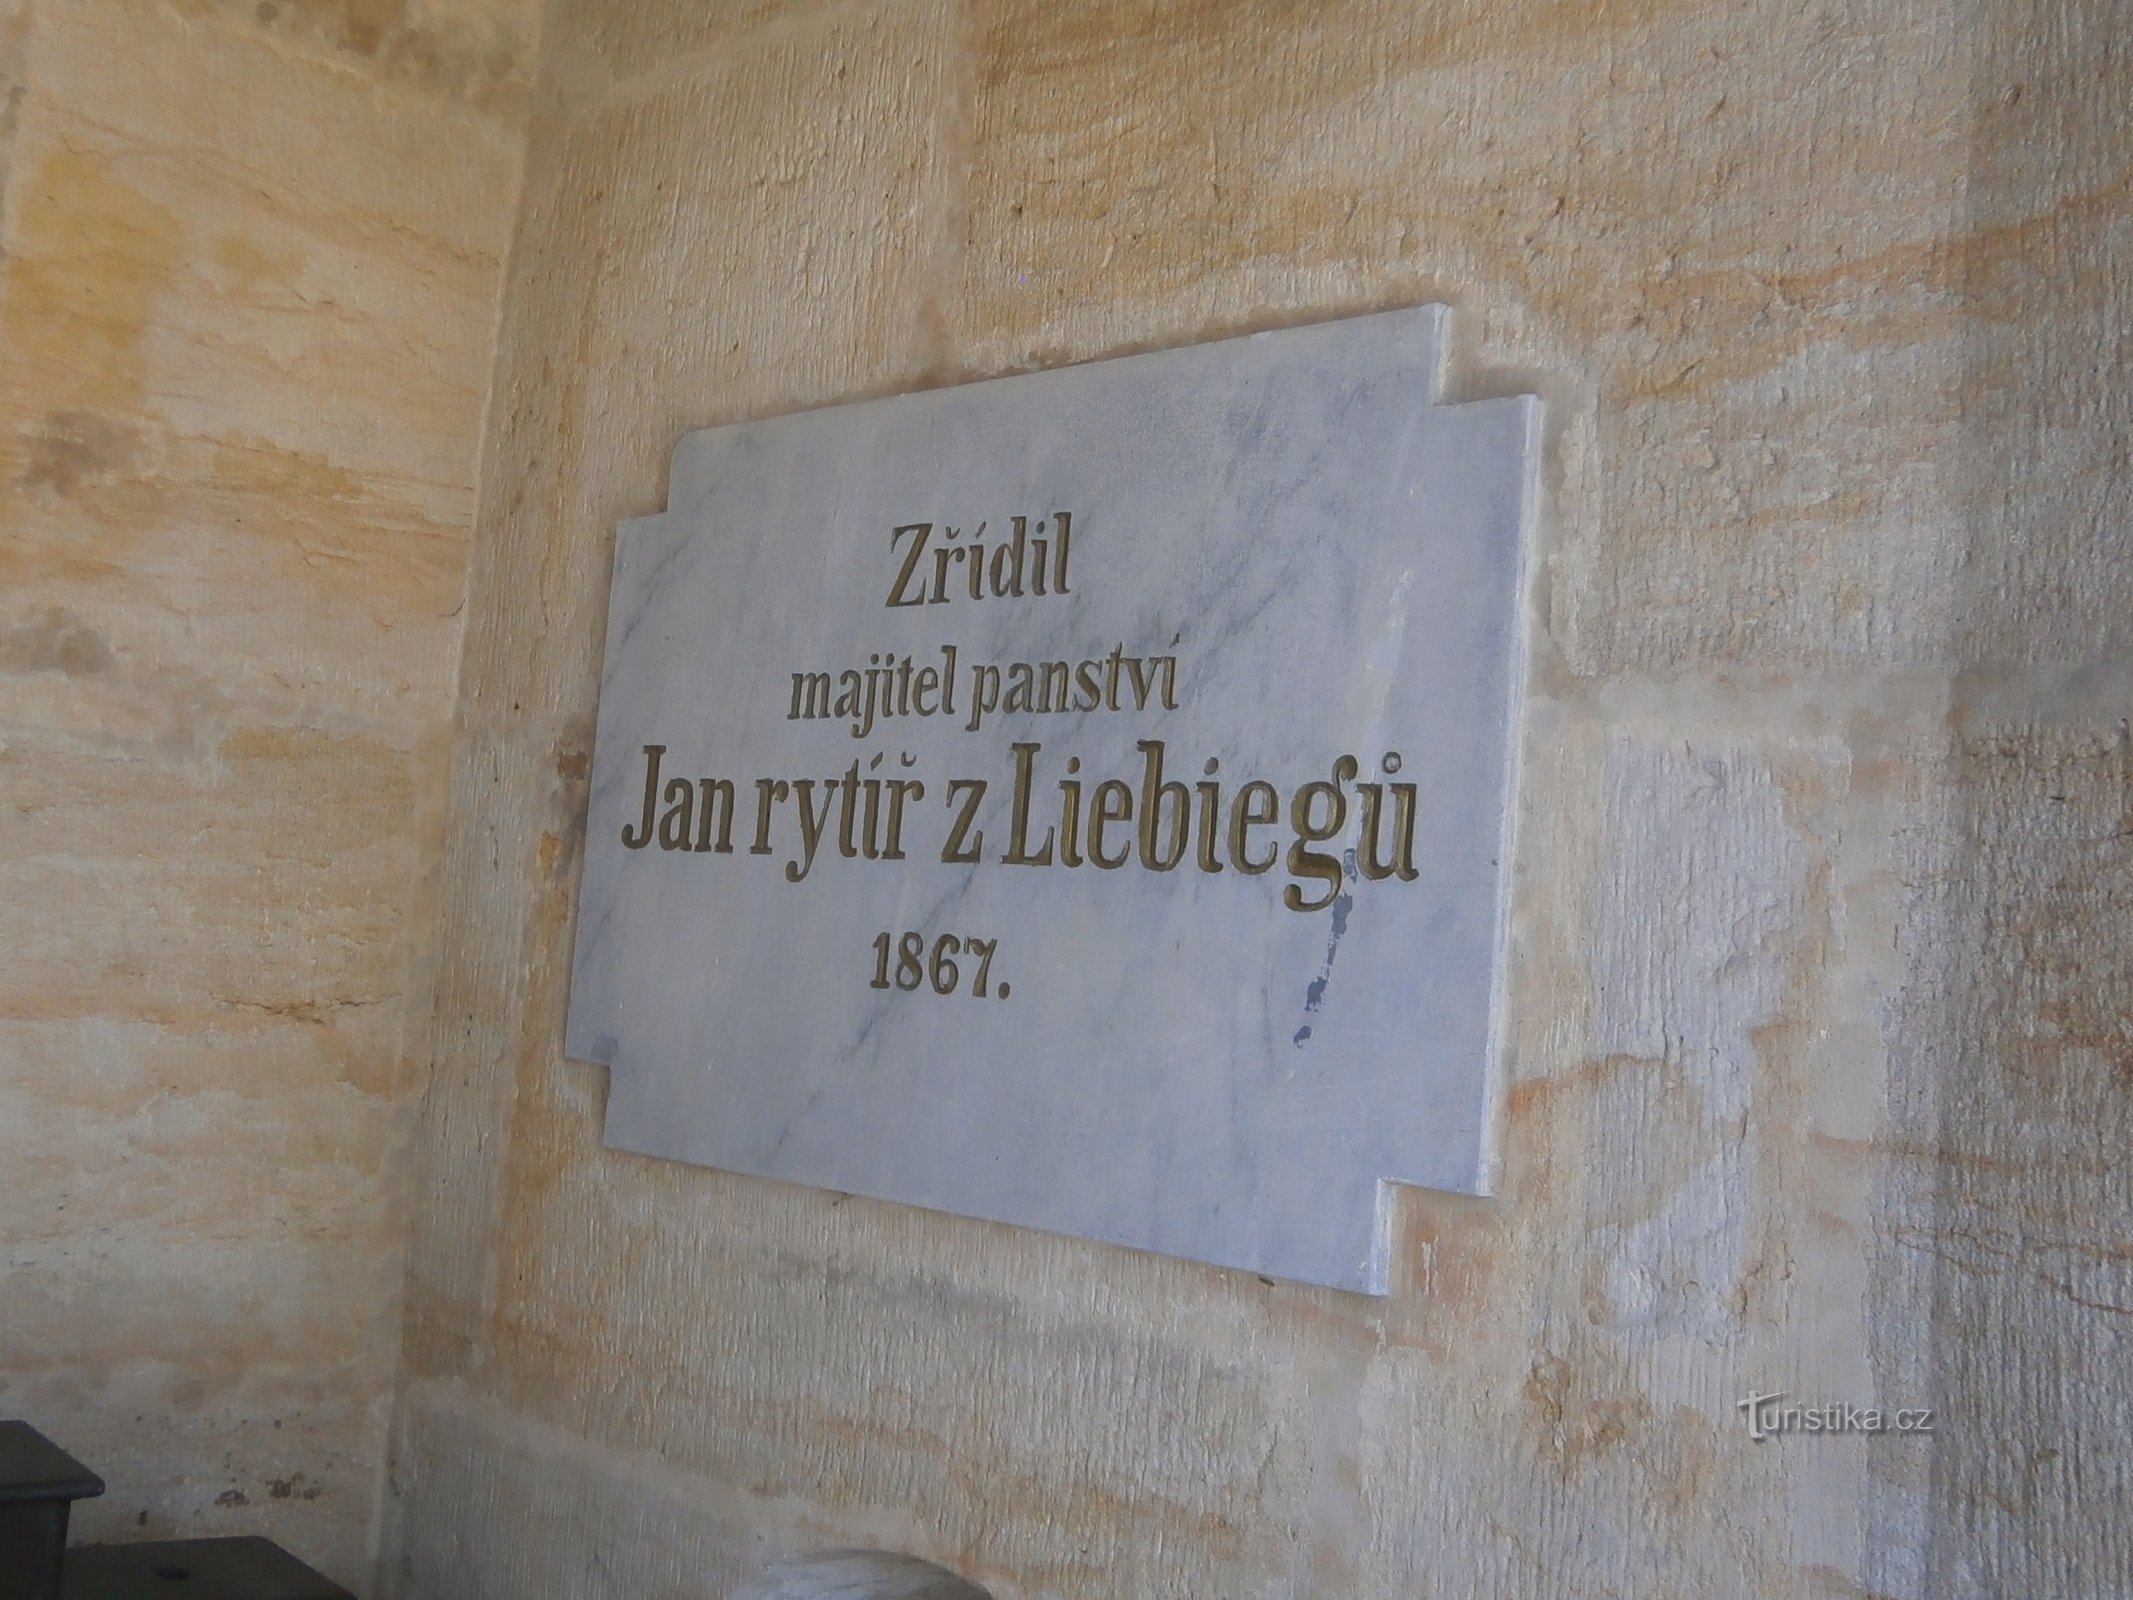 Zřídil
majitel panství
Jan rytíř z Liebiegů
1867.
Turistika.cz